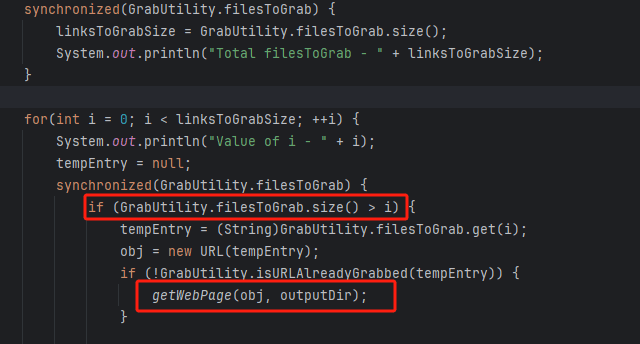 synchronized(GrabUtility.filesToGrab) {
linksToGrabSize = GrabUtility.filesToGrab.size();
System.out.println("Total filesToGrab - " + linksToGrabSize);
}
for(int i = 0; i < linksToGrabSize; ++i) {
System.out.println("Value of i - " + i);
tempEntry = null;
synchronized(GrabUtility.filesToGrab) {
if (GrabUtility.filesToGrab.size() > i) {
tempEntry = (String)GrabUtility.filesToGrab.get(i);
obj = new URL(tempEntry);
if (!GrabUtility.isURLAlreadyGrabbed(tempEntry)) {
getWebPage(obj, outputDir);
}